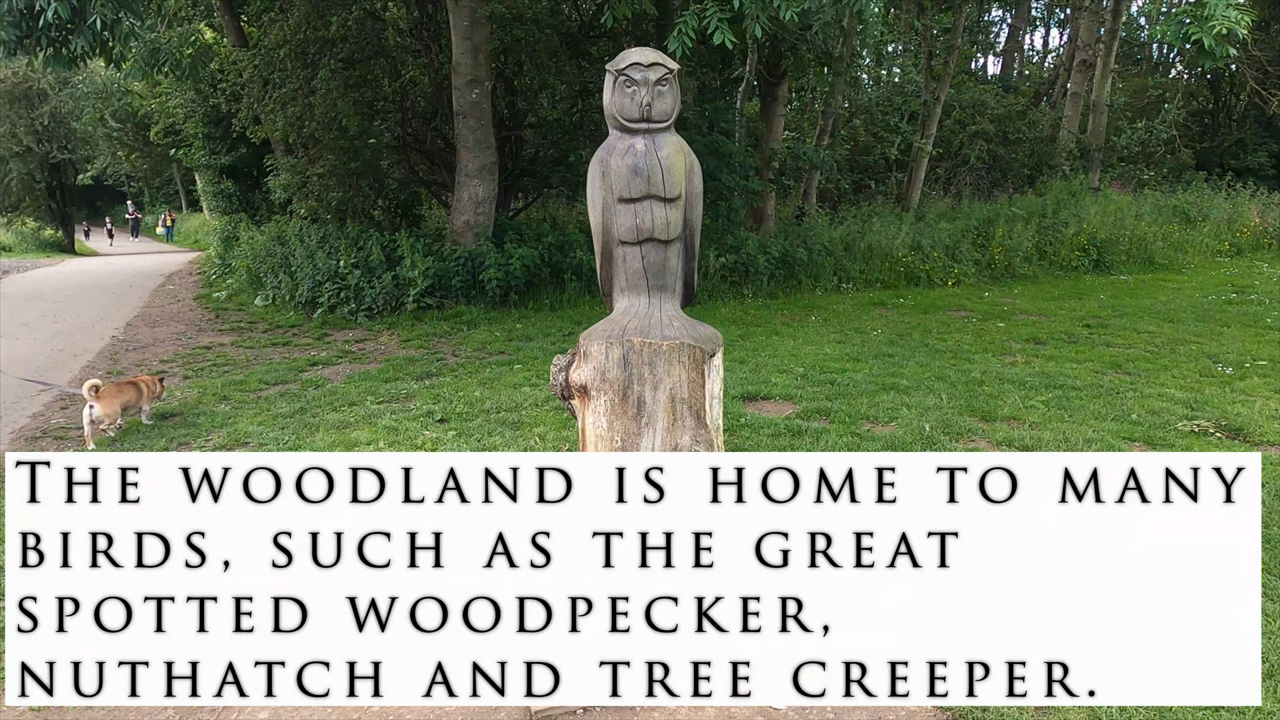 The woodland is home to many
birds, such as the great
spotted woodpecker,
nuthatch and tree creeper.